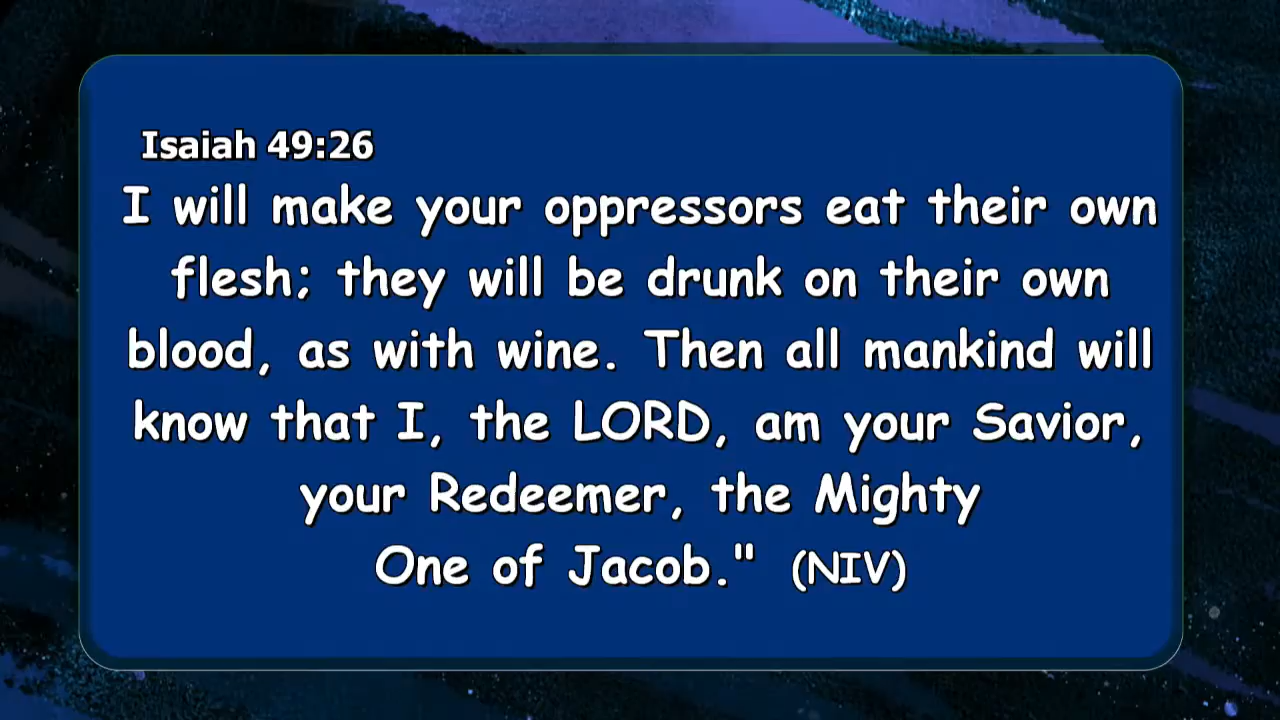 Isaiah 49:26
I will make your oppressors eat their own
flesh; they will be drunk on their own
blood, as with wine. Then all mankind will
know that I, the LORD, am your Savior,
your Redeemer, the Mighty
One of Jacob." (NIV)